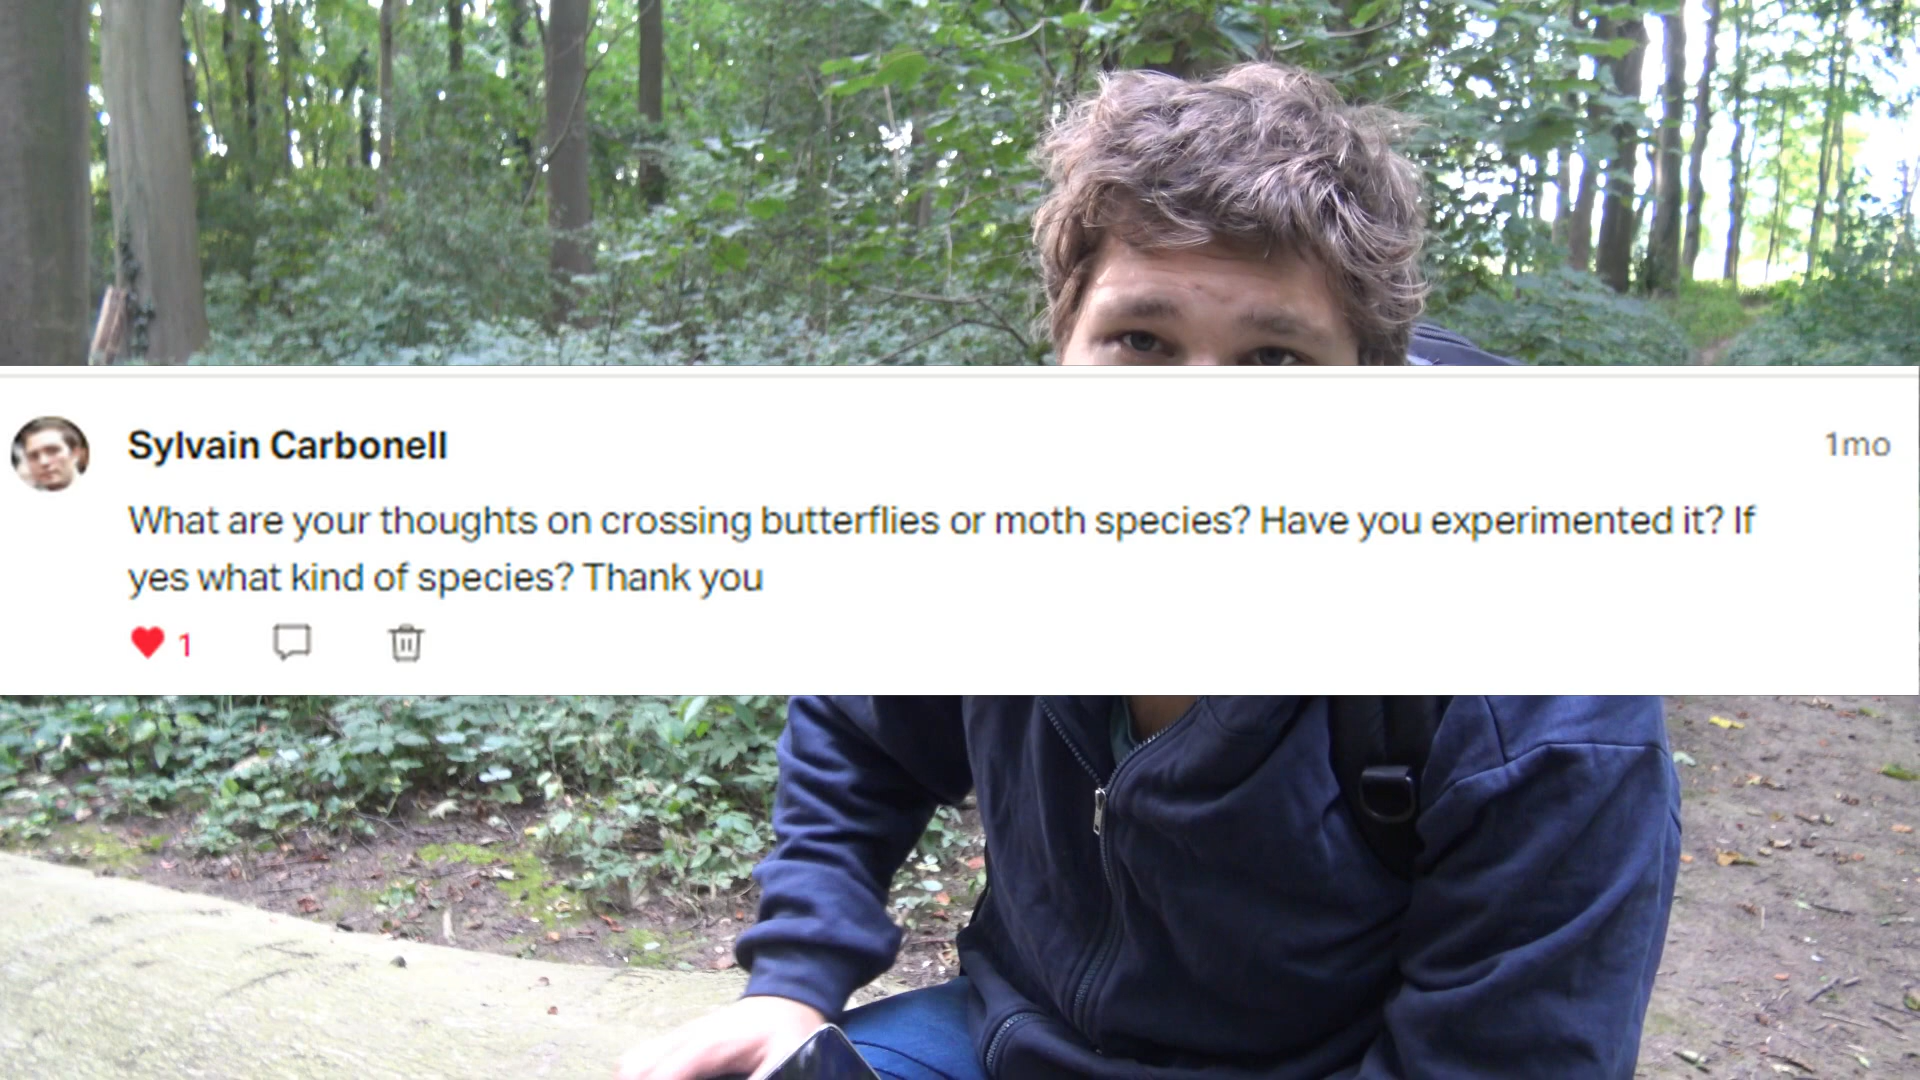 Sylvain Carbonell
1mo
What are your thoughts on crossing butterflies or moth species? Have you experimented it? If
yes what kind of species? Thank you
1